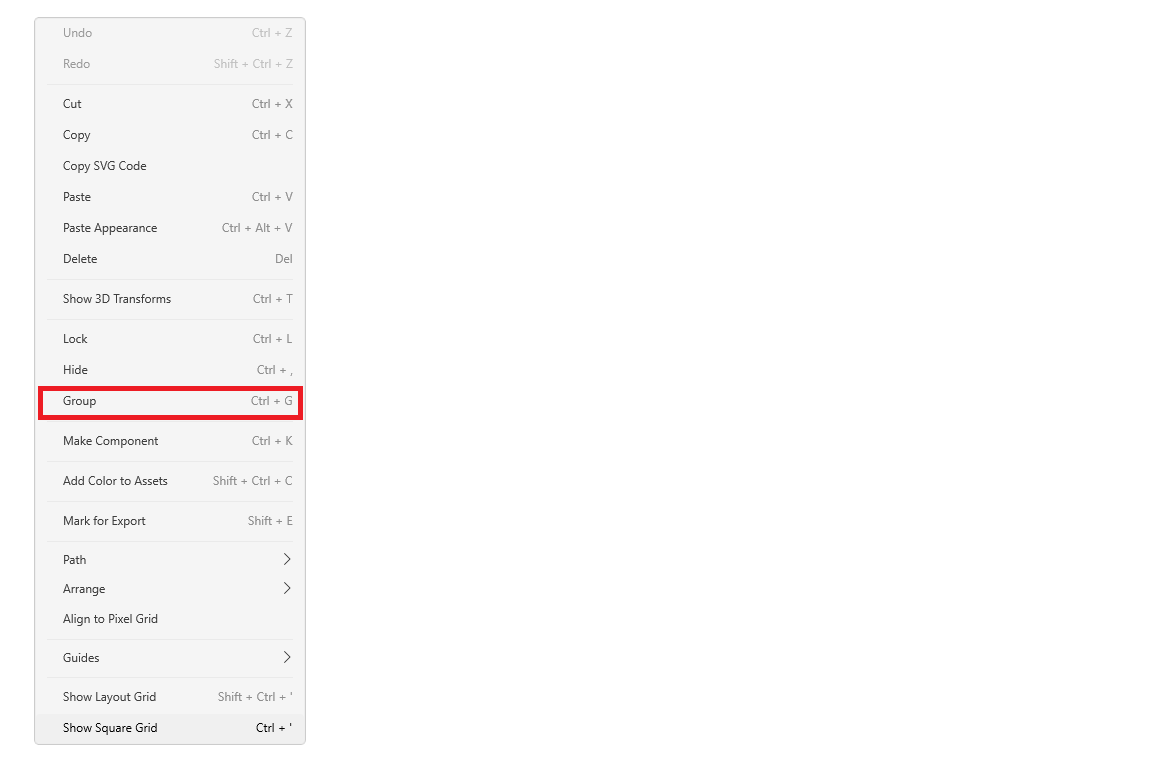 Undo Ctrl + Z
Redo Shift + Ctrl + Z
Cut Ctrl + X
Copy Ctrl + C
Copy SVG Code
Paste Ctrl + V
Paste Appearance Ctrl + Alt + V
Delete Del
Show 3D Transforms Ctrl + T
Lock Ctrl + L
Hide Ctrl + ,
Group Ctrl + G
Make Component Ctrl + K
Add Color to Assets Shift + Ctrl + C
Mark for Export Shift + E
Path
Arrange
Align to Pixel Grid
Guides
Show Layout Grid Shift + Ctrl + '
Show Square Grid Ctrl + '